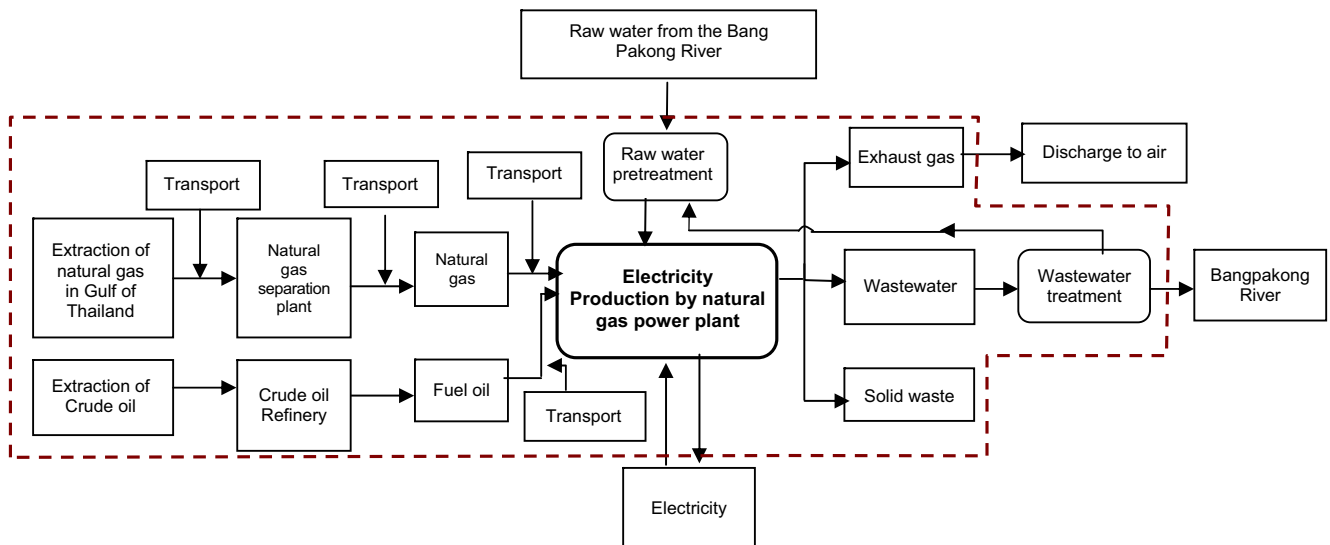 Raw water from the Bang
Pakong River
Raw water
pretreatment
Exhaust gas
Discharge to air
Transport
Transport
Transport
Extraction of
natural gas
in Gulf of
Thailand
Natural
gas
separation
plant
Natural
gas
Electricity
Production by natural
gas power plant
Wastewater
Wastewater
treatment
Bangpakong
River
Extraction of
Crude oil
Crude oil
Refinery
Fuel oil
Transport
Solid waste
Electricity